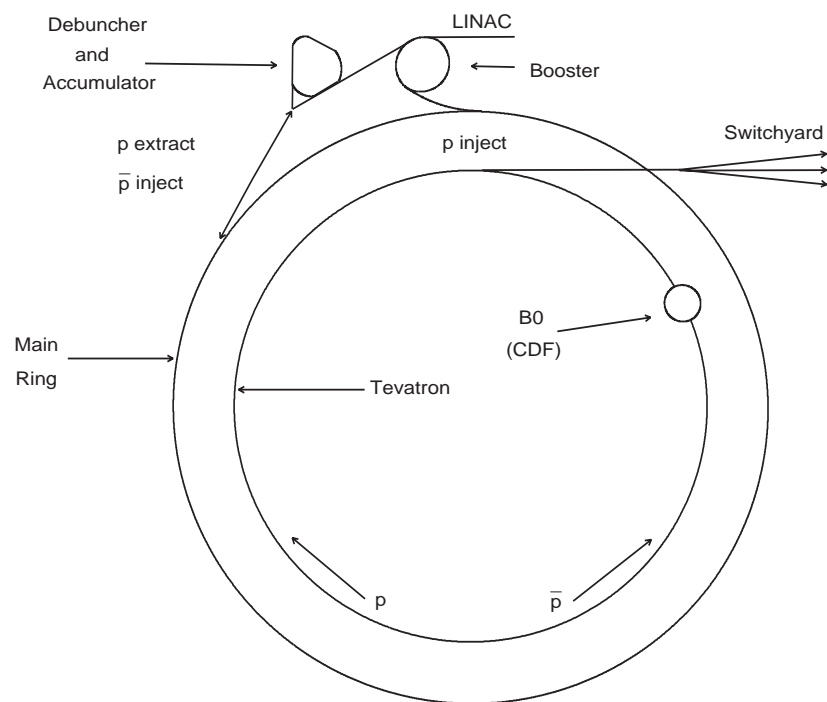 Debuncher
and
Accumulator
LINAC
Booster
p extract
p̅ inject
p inject
Switchyard
B0
(CDF)
Main
Ring
Tevatron
p
p̅